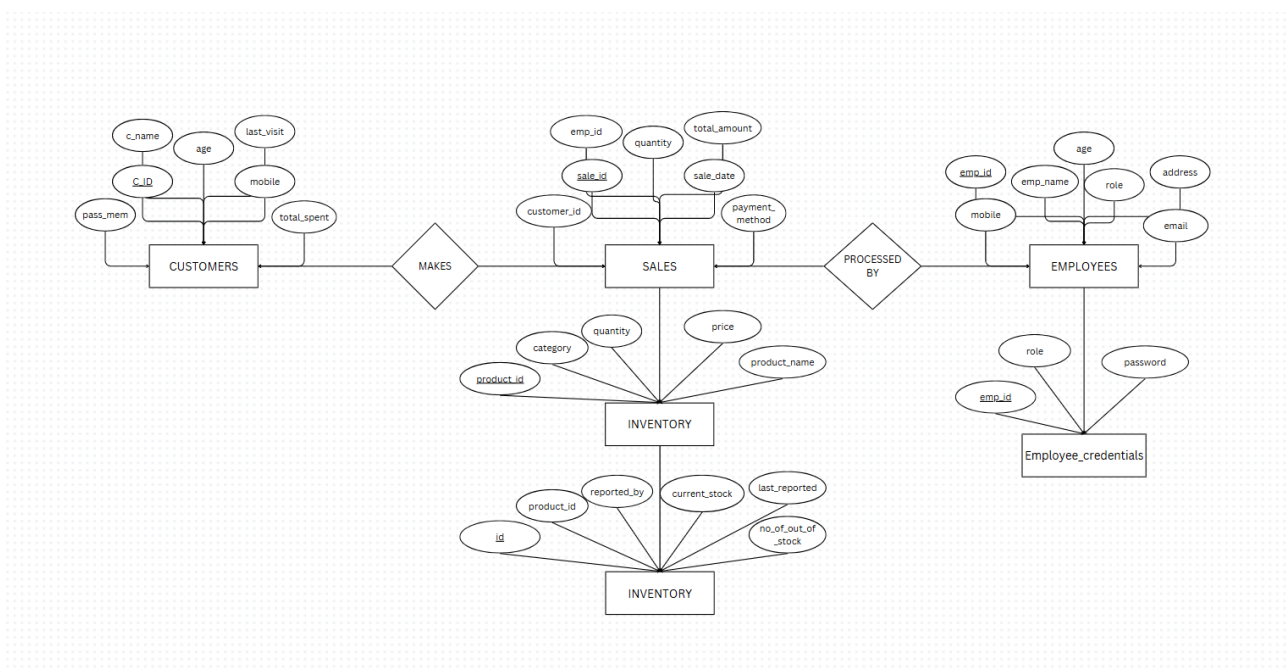 c_name
age
last_visit
C_ID
mobile
pass_mem
total_spent
CUSTOMERS
MAKES
emp_id
quantity
total_amount
sale_id
sale_date
customer_id
payment_
method
SALES
PROCESSED
BY
age
emp_id
emp_name
role
address
mobile
email
EMPLOYEES
quantity
price
category
product_name
product_id
INVENTORY
role
password
emp_id
Employee_credentials
reported_by
current_stock
last_reported
product_id
id
no_of_out_of
_stock
INVENTORY